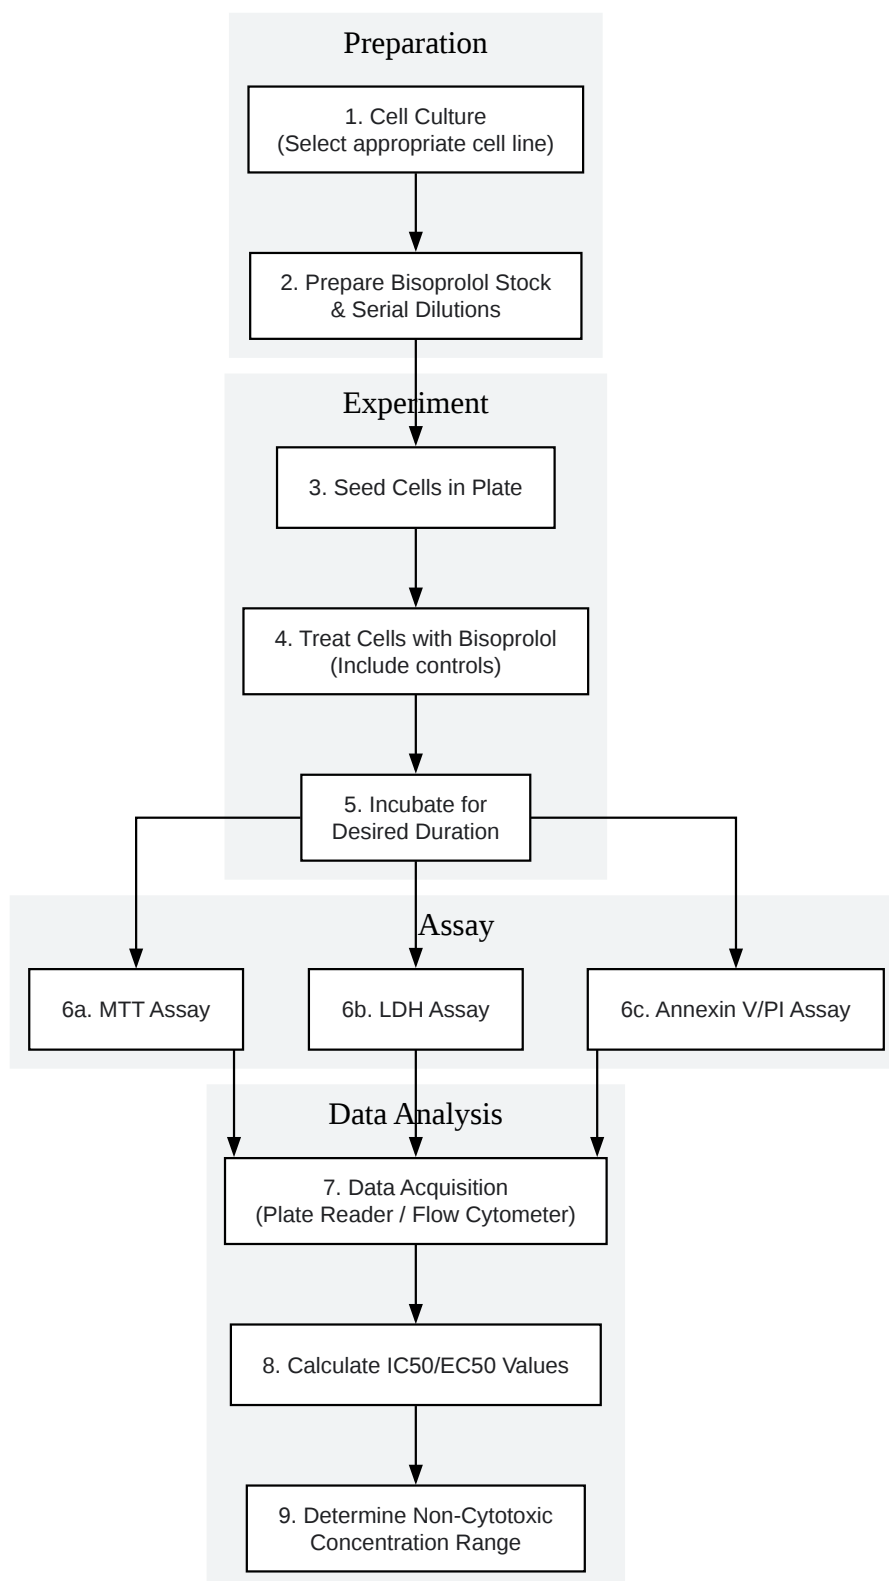 Preparation
1. Cell Culture
(Select appropriate cell line)
2. Prepare Bisoprolol Stock
& Serial Dilutions
Experiment
3. Seed Cells in Plate
4. Treat Cells with Bisoprolol
(Include controls)
5. Incubate for
Desired Duration
Assay
6a. MTT Assay
6b. LDH Assay
6c. Annexin V/PI Assay
Data Analysis
7. Data Acquisition
(Plate Reader / Flow Cytometer)
8. Calculate IC50/EC50 Values
9. Determine Non-Cytotoxic
Concentration Range